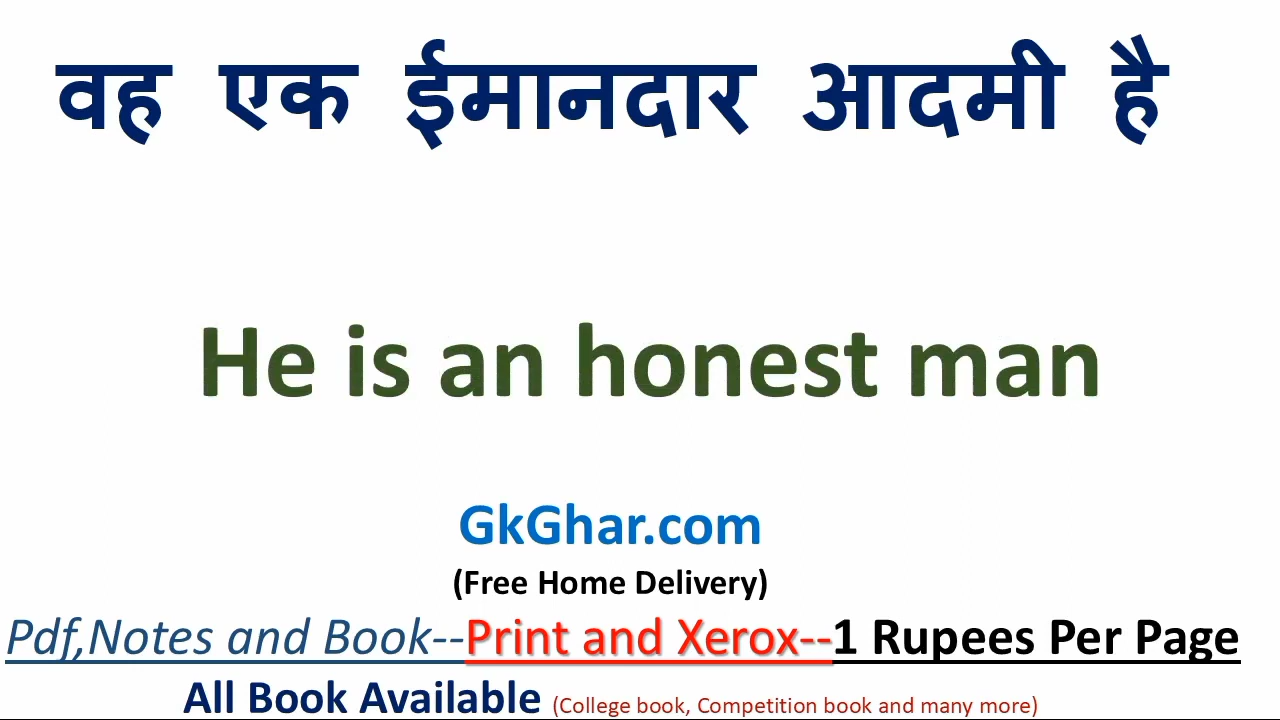 वह एक ईमानदार आदमी है
He is an honest man
GkGhar.com
(Free Home Delivery)
Pdf,Notes and Book--Print and Xerox--1 Rupees Per Page
All Book Available (College book, Competition book and many more)